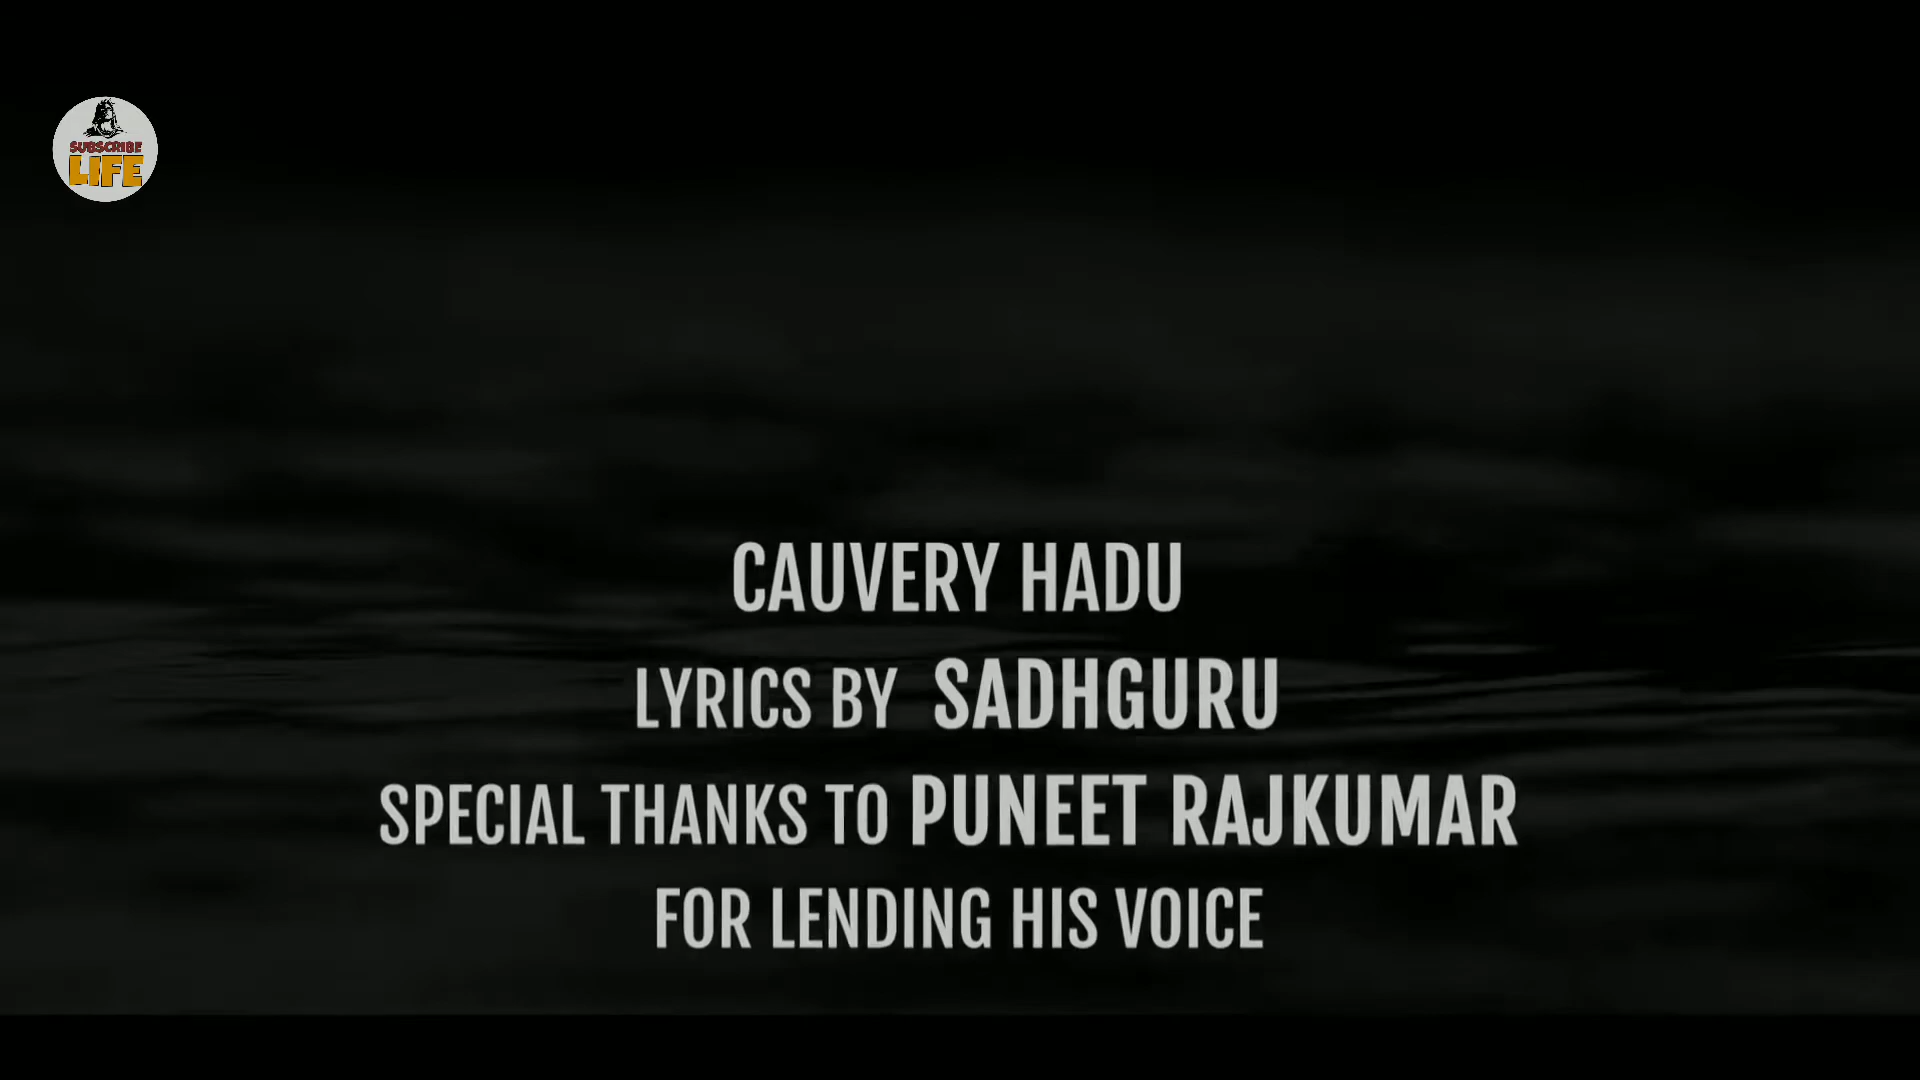 SUBSCRIBE
LIFE
CAUVERY HADU
LYRICS BY SADHGURU
SPECIAL THANKS TO PUNEET RAJKUMAR
FOR LENDING HIS VOICE